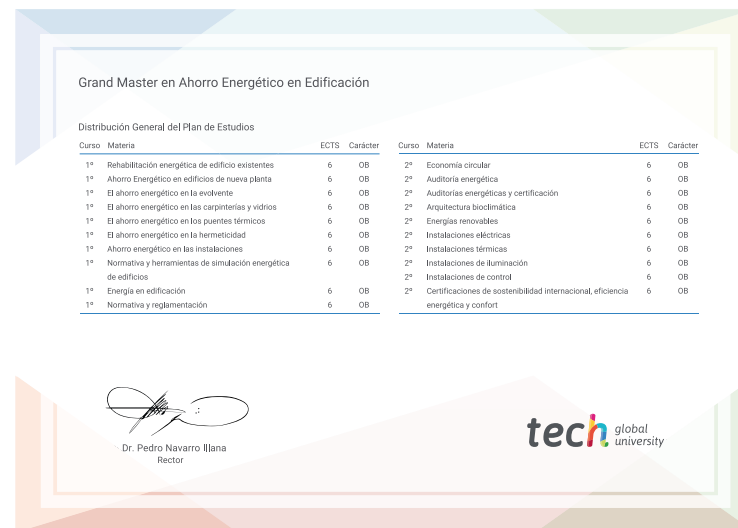 Grand Master en Ahorro Energético en Edificación
Distribución General del Plan de Estudios
Curso Materia ECTS Carácter
1º Rehabilitación energética de edificio existentes 6 OB
1º Ahorro Energético en edificios de nueva planta 6 OB
1º El ahorro energético en la evolvente 6 OB
1º El ahorro energético en las carpinterías y vidrios 6 OB
1º El ahorro energético en los puentes térmicos 6 OB
1º El ahorro energético en la hermeticidad 6 OB
1º Ahorro energético en las instalaciones 6 OB
1º Normativa y herramientas de simulación energética 6 OB
de edificios
1º Energía en edificación 6 OB
1º Normativa y reglamentación 6 OB
Curso Materia ECTS Carácter
2º Economía circular 6 OB
2º Auditoría energética 6 OB
2º Auditorías energéticas y certificación 6 OB
2º Arquitectura bioclimática 6 OB
2º Energías renovables 6 OB
2º Instalaciones eléctricas 6 OB
2º Instalaciones térmicas 6 OB
2º Instalaciones de iluminación 6 OB
2º Instalaciones de control 6 OB
2º Certificaciones de sostenibilidad internacional, eficiencia 6 OB
energética y confort
Dr. Pedro Navarro Illana
Rector
tech global
university